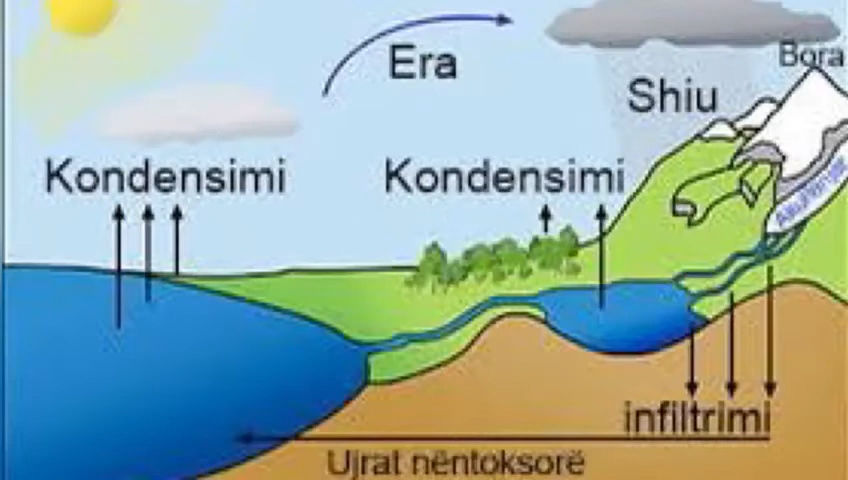 Era
Bora
Shiu
Kondensimi
Kondensimi
infiltrimi
Ujrat nëntoksorë